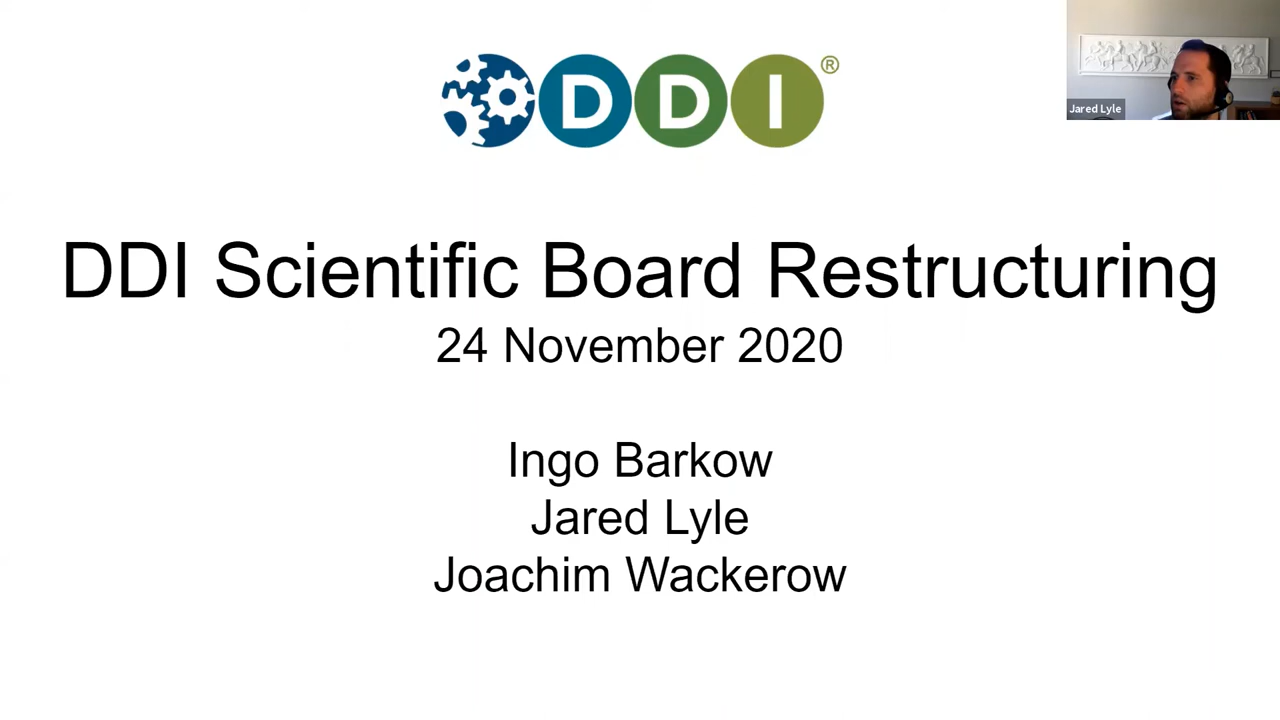 DDI®
Jared Lyle
DDI Scientific Board Restructuring
24 November 2020
Ingo Barkow
Jared Lyle
Joachim Wackerow